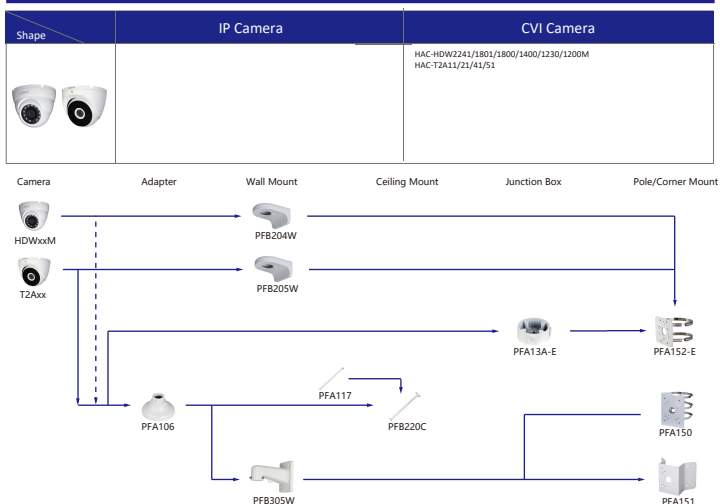 Shape
IP Camera
CVI Camera
HAC-HDW2241/1801/1800/1400/1230/1200M
HAC-T2A11/21/41/51
Camera
Adapter
Wall Mount
Ceiling Mount
Junction Box
Pole/Corner Mount
HDWxxM
PFB204W
T2Axx
PFB205W
PFA13A-E
PFA152-E
PFA117
PFA106
PFB220C
PFA150
PFB305W
PFA151